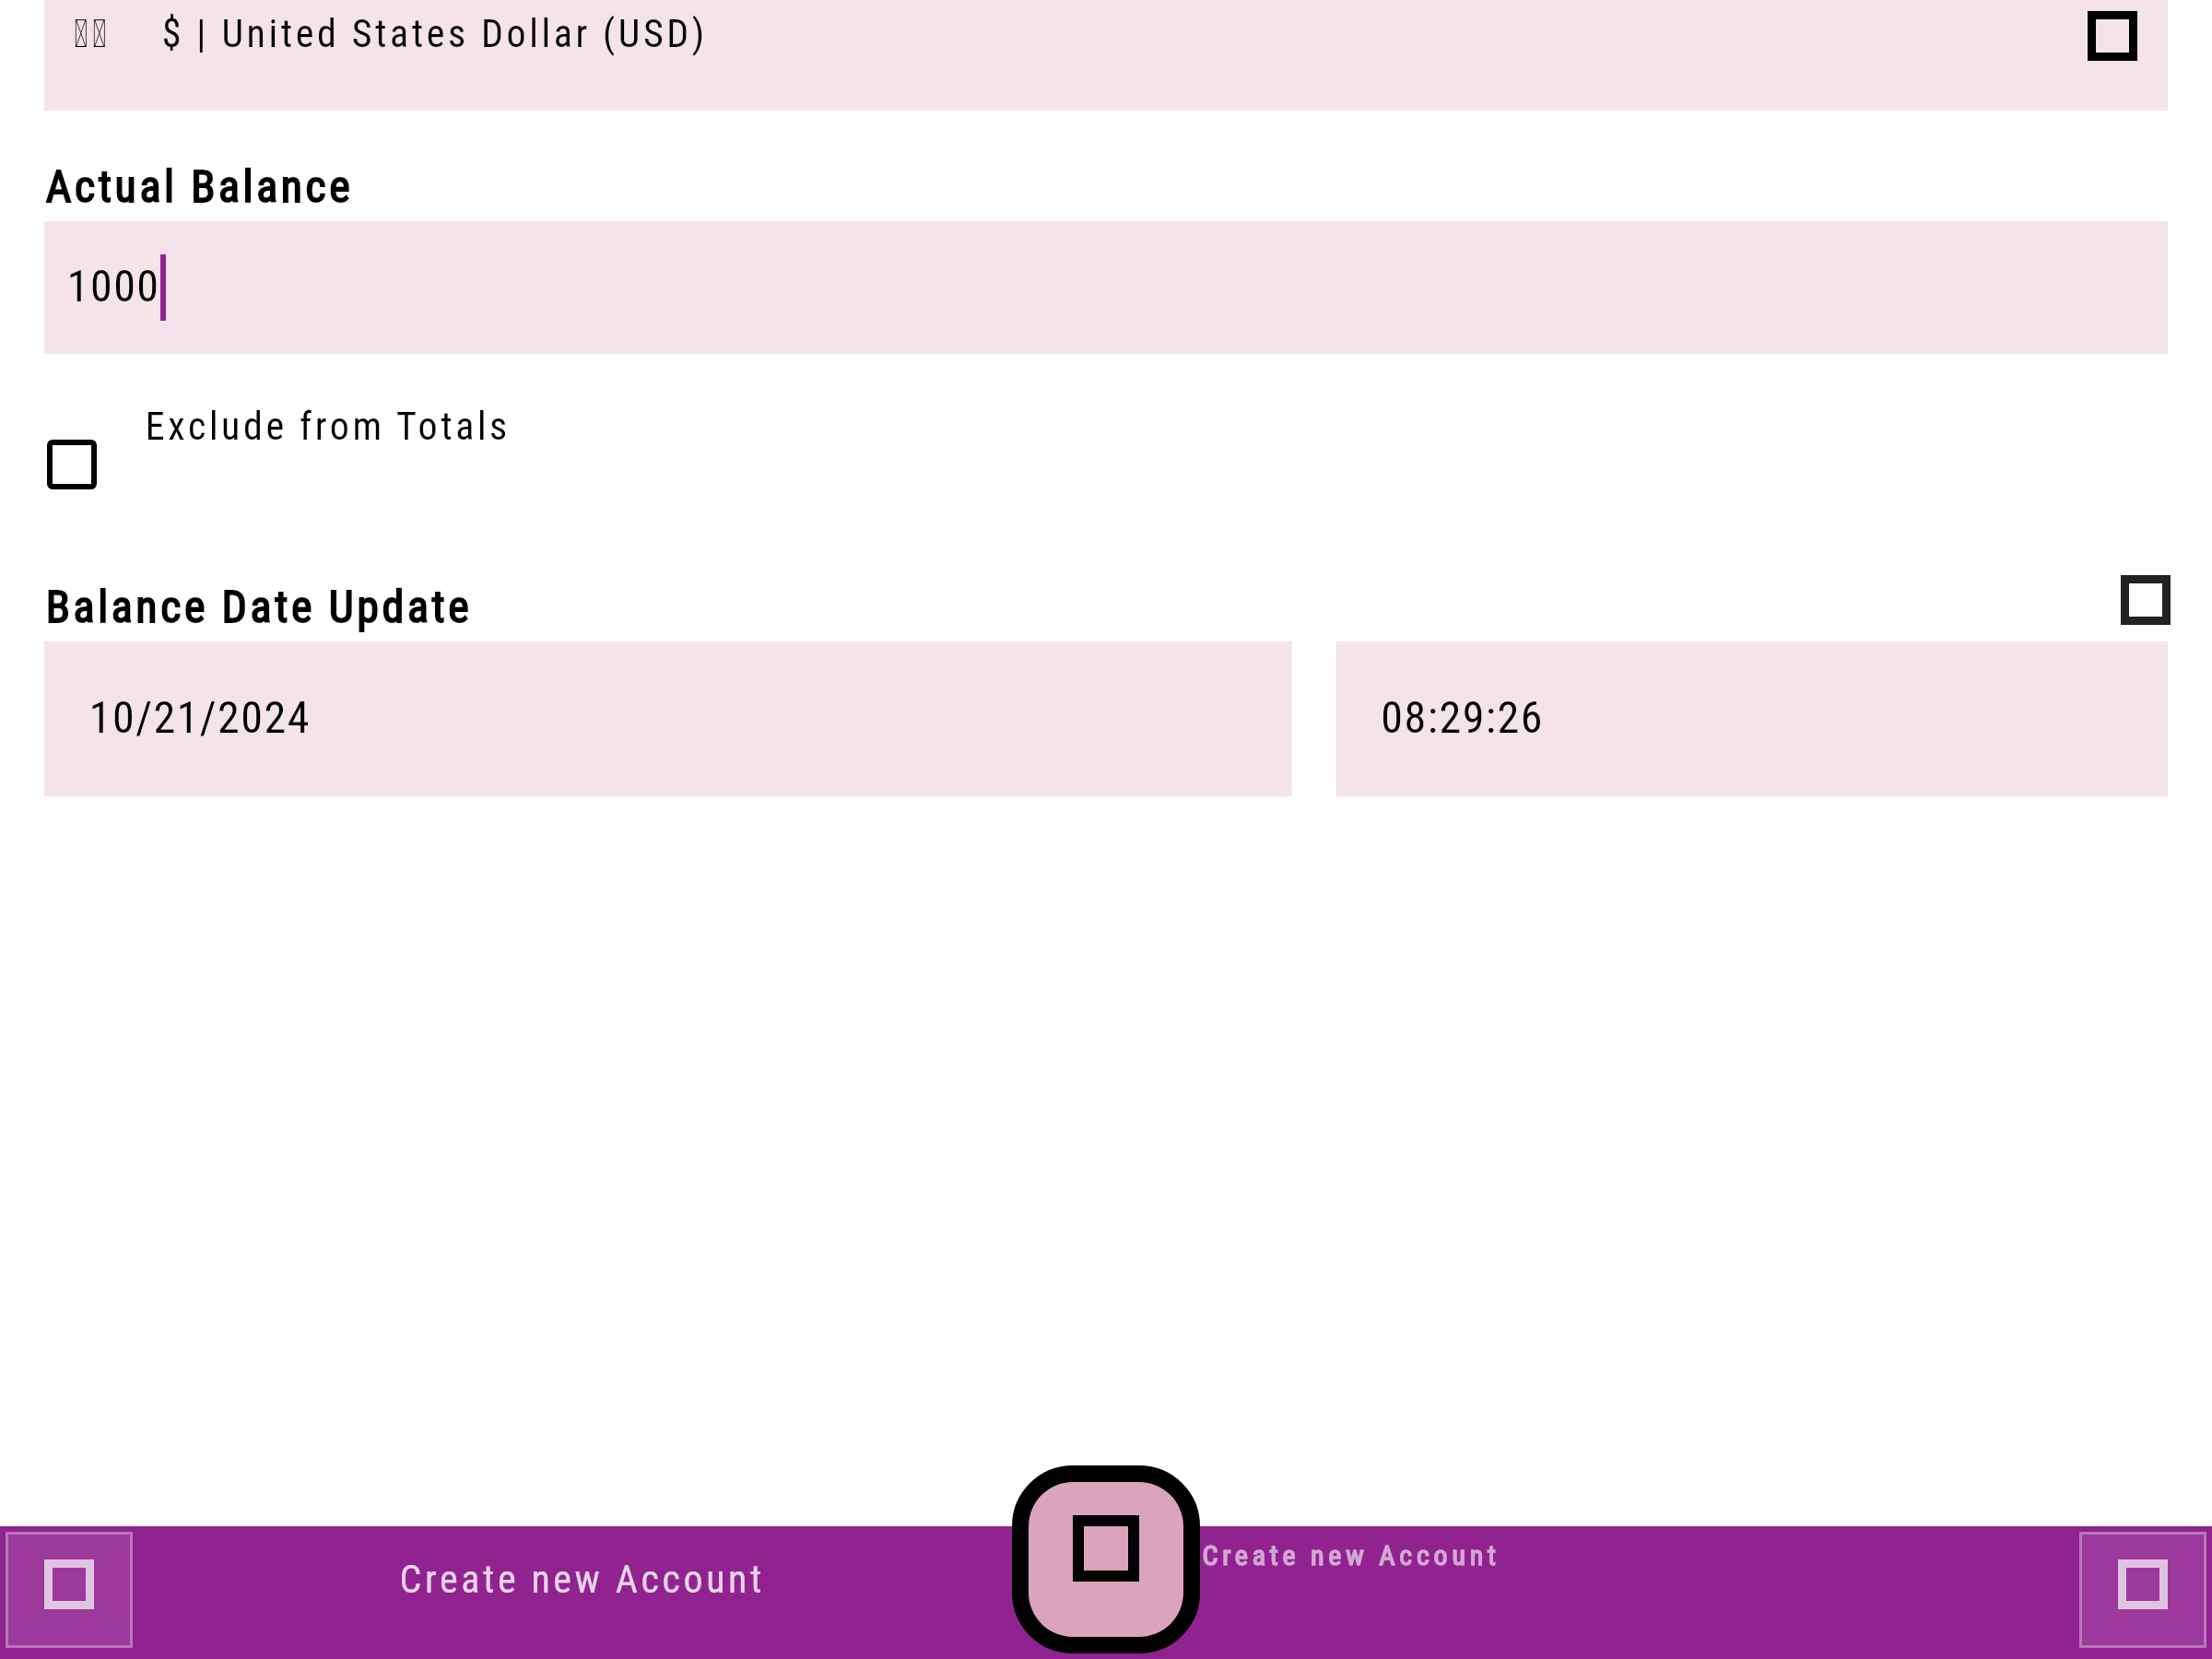 $ | United States Dollar (USD)
Actual Balance
1000
Exclude from Totals
Balance Date Update
10/21/2024
08:29:26
Create new Account
Create new Account